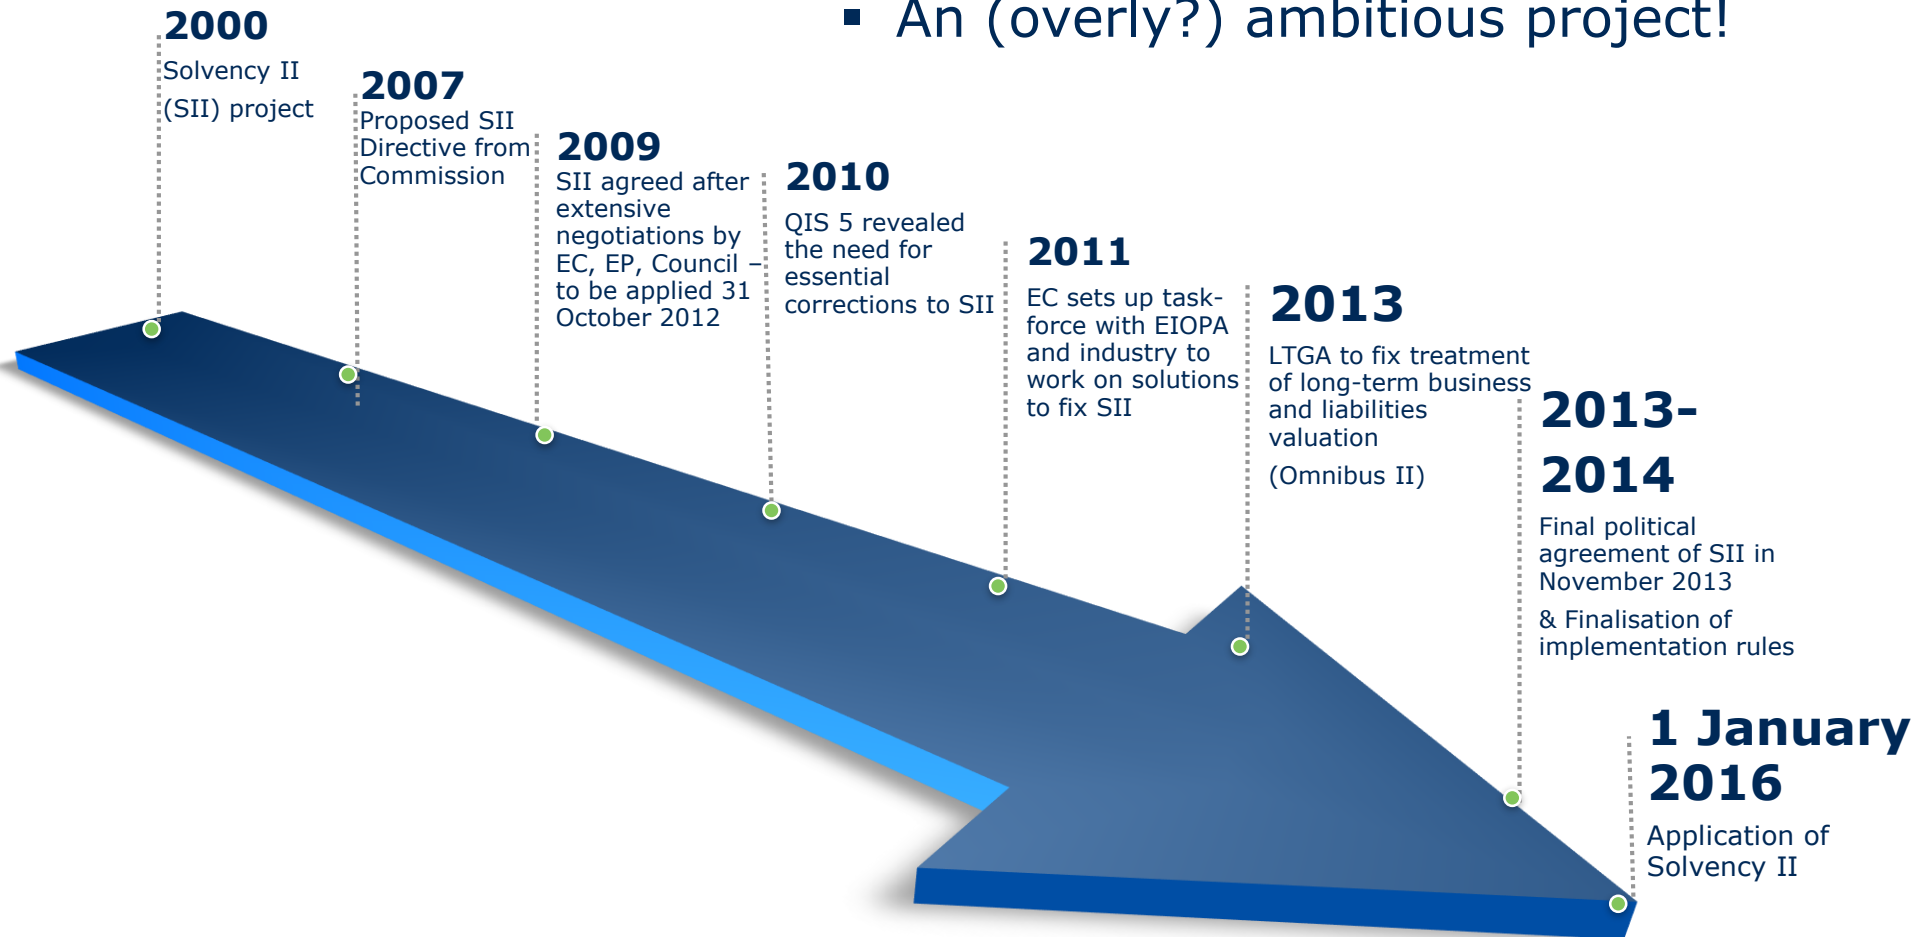 ▪ An (overly?) ambitious project!
2000
Solvency II
(SII) project
2007
Proposed SII
Directive from
Commission
2009
SII agreed after
extensive
negotiations by
EC, EP, Council –
to be applied 31
October 2012
2010
QIS 5 revealed
the need for
essential
corrections to SII
2011
EC sets up task-
force with EIOPA
and industry to
work on solutions
to fix SII
2013
LTGA to fix treatment
of long-term business
and liabilities
valuation
(Omnibus II)
2013-
2014
Final political
agreement of SII in
November 2013
& Finalisation of
implementation rules
1 January
2016
Application of
Solvency II